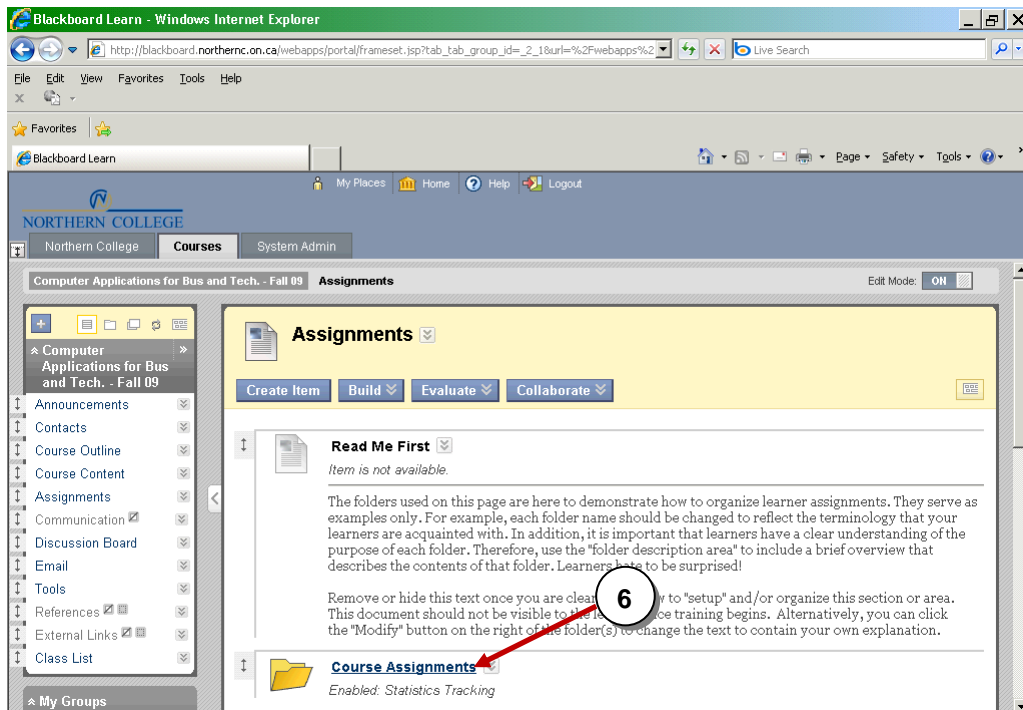 Blackboard Learn - Windows Internet Explorer
http://blackboard.northernc.on.ca/webapps/portal/frameset.jsp?tab_tab_group_id=_2_1&url=%2Fwebapps%2
Live Search
File Edit View Favorites Tools Help
x
Favorites
Blackboard Learn
Page Safety Tools
My Places Home Help Logout
NORTHERN COLLEGE
Northern College Courses System Admin
Computer Applications for Bus and Tech. - Fall 09 Assignments
Edit Mode: ON
Computer
Applications for Bus
and Tech. - Fall 09
Announcements
Contacts
Course Outline
Course Content
Assignments
Communication
Discussion Board
Email
Tools
References
External Links
Class List
My Groups
Assignments
Create Item Build Evaluate Collaborate
Read Me First
Item is not available.
The folders used on this page are here to demonstrate how to organize learner assignments. They serve as
examples only. For example, each folder name should be changed to reflect the terminology that your
learners are acquainted with. In addition, it is important that learners have a clear understanding of the
purpose of each folder. Therefore, use the "folder description area" to include a brief overview that
describes the contents of that folder. Learners hate to be surprised!
Remove or hide this text once you are clear to "setup" and/or organize this section or area.
This document should not be visible to the training begins. Alternatively, you can click
the "Modify" button on the right of the folder(s) to change the text to contain your own explanation.
6
Course Assignments
Enabled: Statistics Tracking